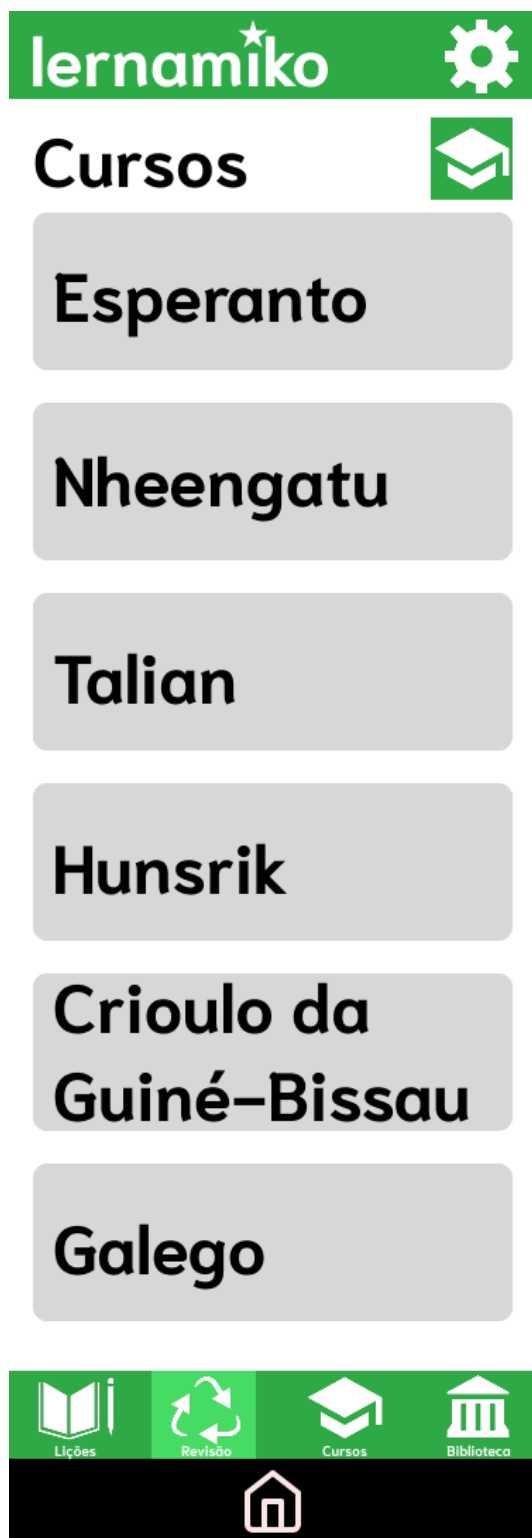 lernamiko
Cursos
Esperanto
Nheengatu
Talian
Hunsrik
Crioulo da
Guiné-Bissau
Galego
Lições
Revisão
Cursos
Biblioteca